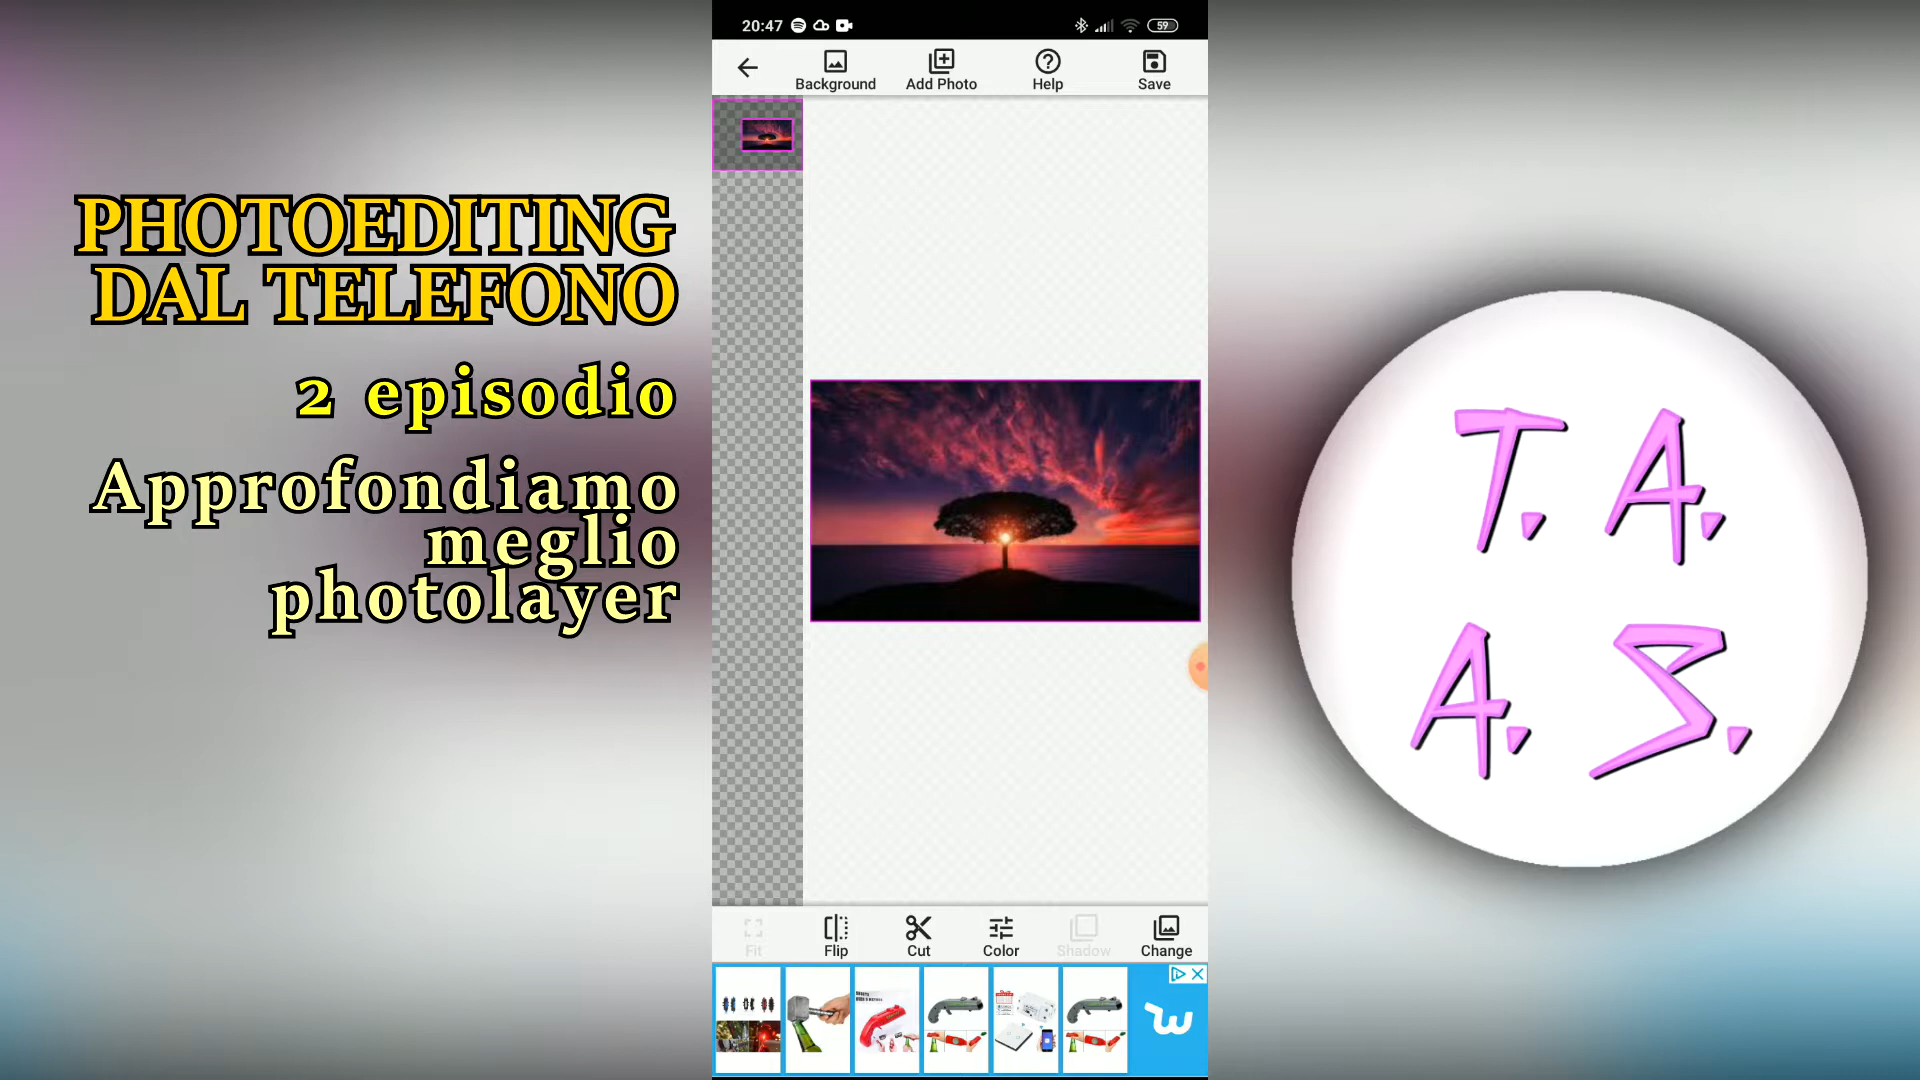 PHOTOEDITING
DAL TELEFONO
2 episodio
Approfondiamo
meglio
photolayer
20:47
59
Background
Add Photo
Help
Save
Fit
Flip
Cut
Color
Shadow
Change
T. A.
A. S.